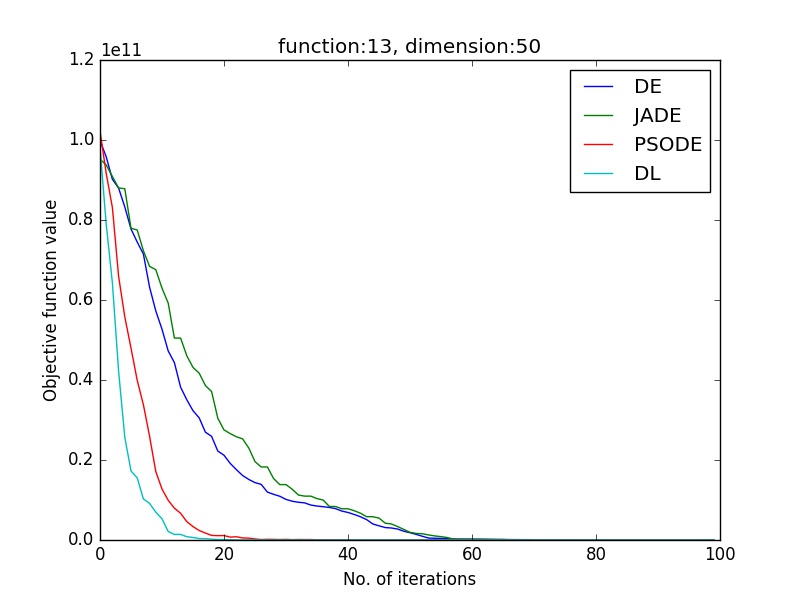 function:13, dimension:50
1e11
1.2
1.0
0.8
0.6
0.4
0.2
0.0
Objective function value
DE
JADE
PSODE
DL
0 20 40 60 80 100
No. of iterations